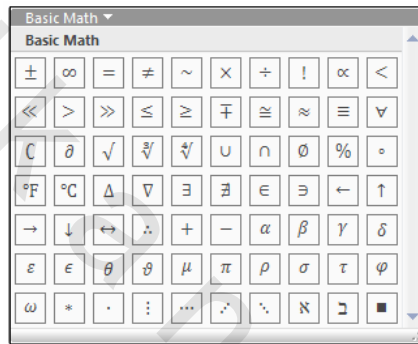 Basic Math
Basic Math
± ∞ = ≠ ~ × ÷ ! ∝ <
≪ > ≫ ≤ ≥ ∓ ≅ ≈ ≡ ∀
∁ ∂ √ ∛ ∜ ∪ ∩ ∅ % °
°F °C ∆ ∇ ∃ ∄ ∈ ∋ ← ↑
→ ↓ ↔ ∴ + − α β γ δ
ε ϵ θ ϑ μ π ρ σ τ φ
ω ∗ ∙ ⋮ ⋯ ⋰ ⋱ ℵ ℶ ∎